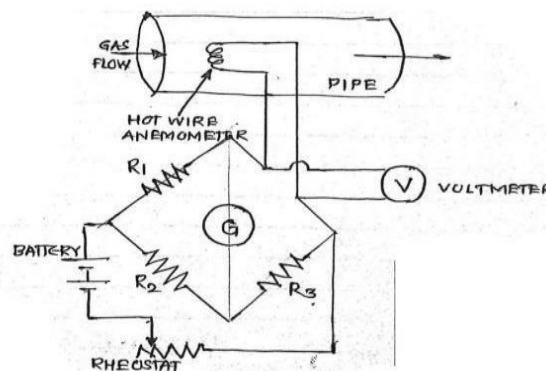 GAS
FLOW
PIPE
HOT WIRE
ANEMOMETER
R1
V
VOLTMETER
G
BATTERY
R2
R3
RHEOSTAT